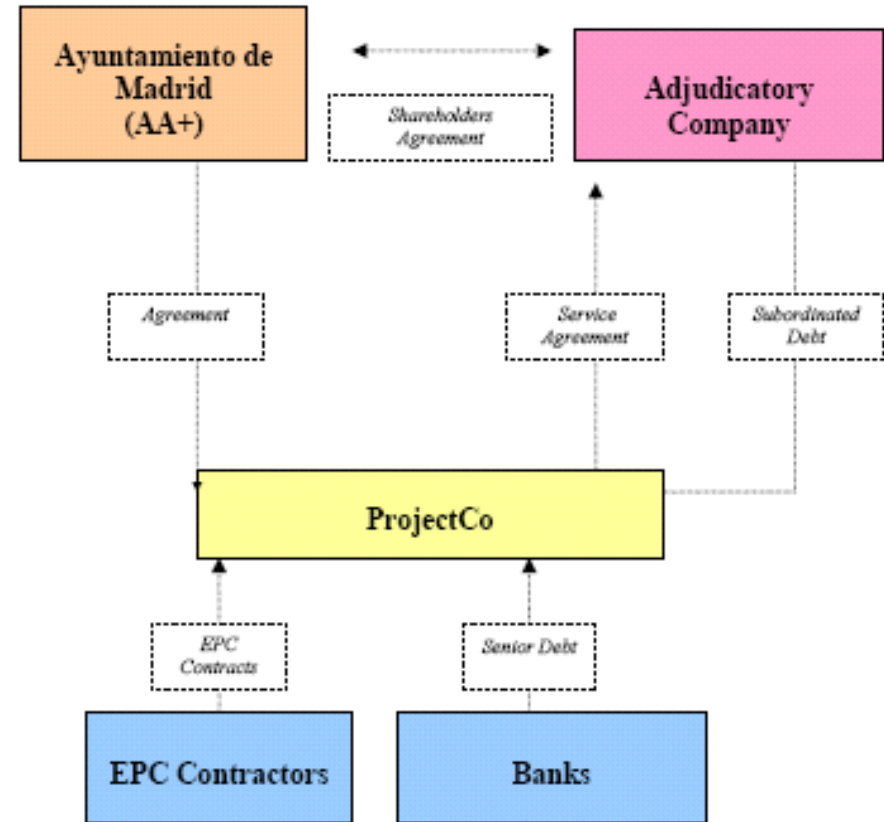 Ayuntamiento de
Madrid
(AA+)
Shareholders
Agreement
Adjudicatory
Company
Agreement
Service
Agreement
Subordinated
Debt
ProjectCo
EPC
Contracts
Senior Debt
EPC Contractors
Banks